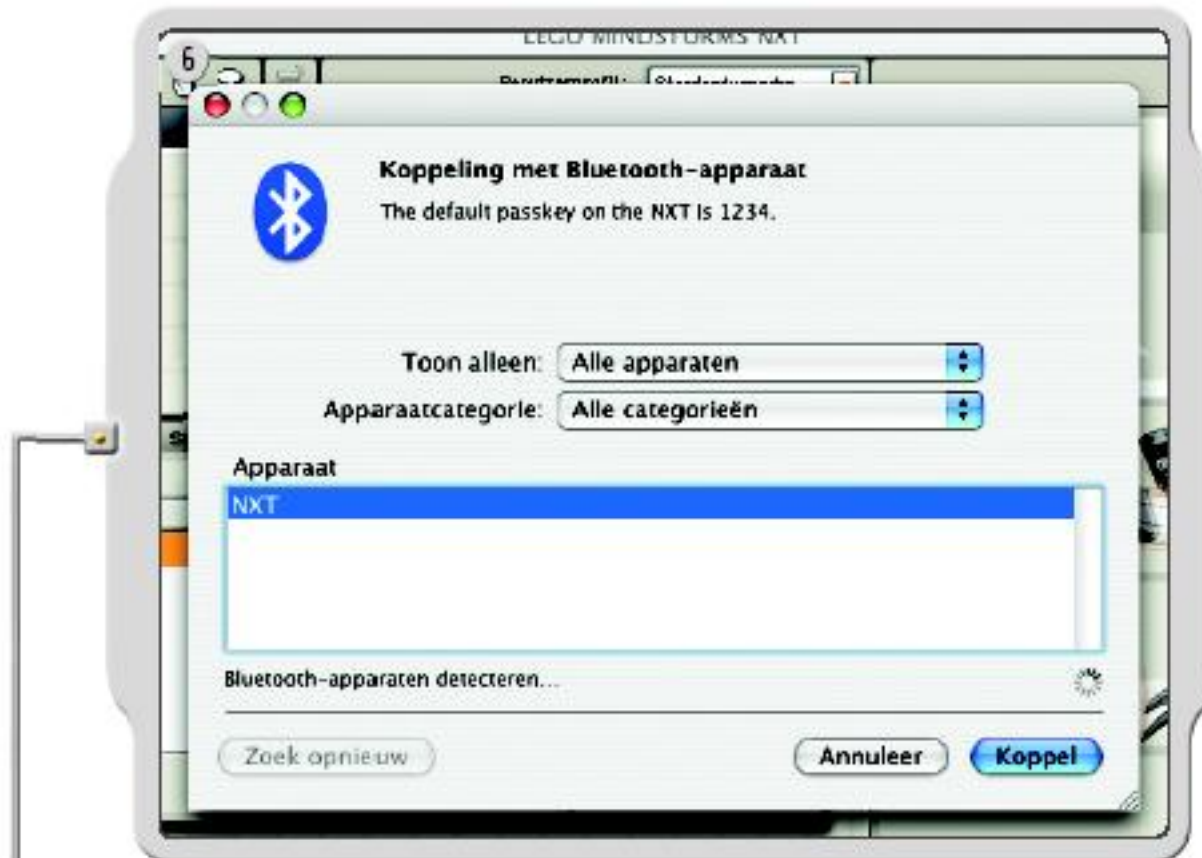 LEGO MINDSTORMS NXT
6
Koppeling met Bluetooth-apparaat
The default passkey on the NXT is 1234.
Toon alleen: Alle apparaten
Apparaatcategorie: Alle categorieën
Apparaat
NXT
Bluetooth-apparaten detecteren...
Zoek opnieuw Annuleer Koppel